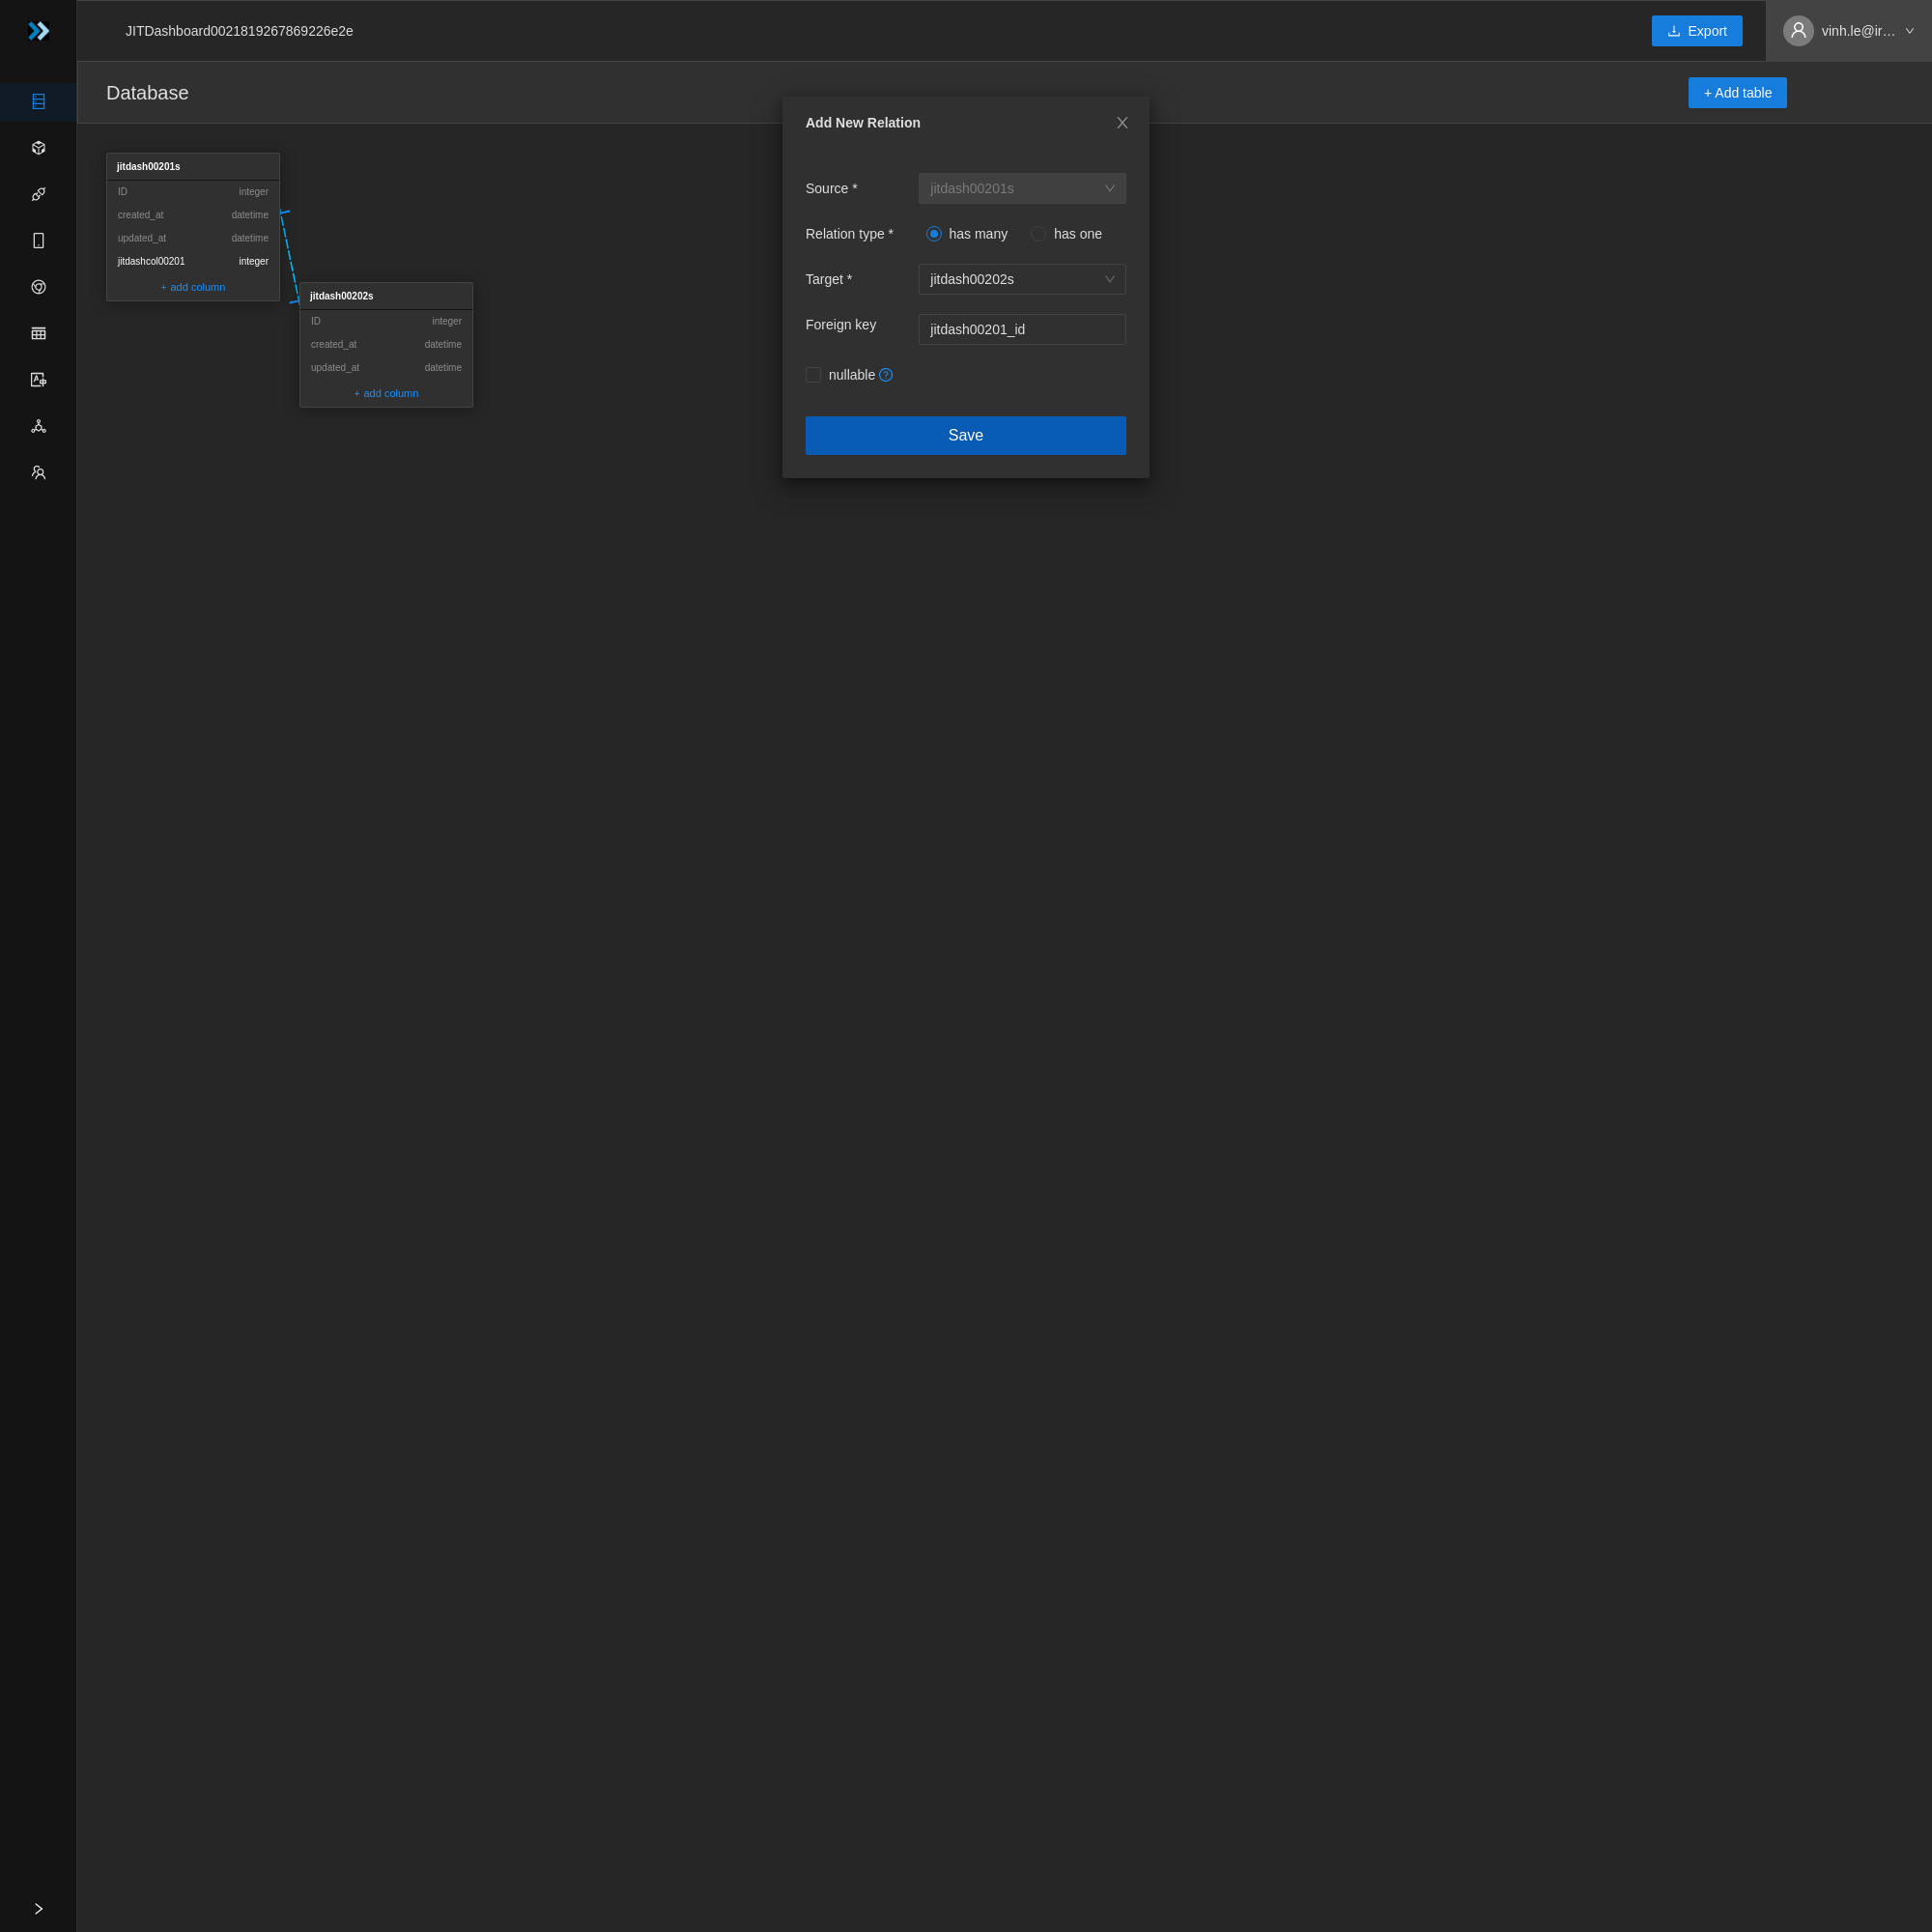 JITDashboard0021819267869226e2e
Export
vinh.le@ir…
Database
+ Add table
jitdash00201s
ID integer
created_at datetime
updated_at datetime
jitdashcol00201 integer
+ add column
jitdash00202s
ID integer
created_at datetime
updated_at datetime
+ add column
Add New Relation
Source * jitdash00201s
Relation type * has many has one
Target * jitdash00202s
Foreign key jitdash00201_id
nullable
Save